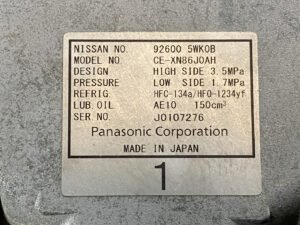 NISSAN NO. 92600 5WK0B
MODEL NO CE-XN86J0AH
DESIGN HIGH SIDE 3.5MPa
PRESSURE LOW SIDE 1.7MPa
REFRIG. HFC-134a/HFO-1234yf
LUB. OIL AE10 150cm³
SER NO. J0107276
Panasonic Corporation
MADE IN JAPAN
1